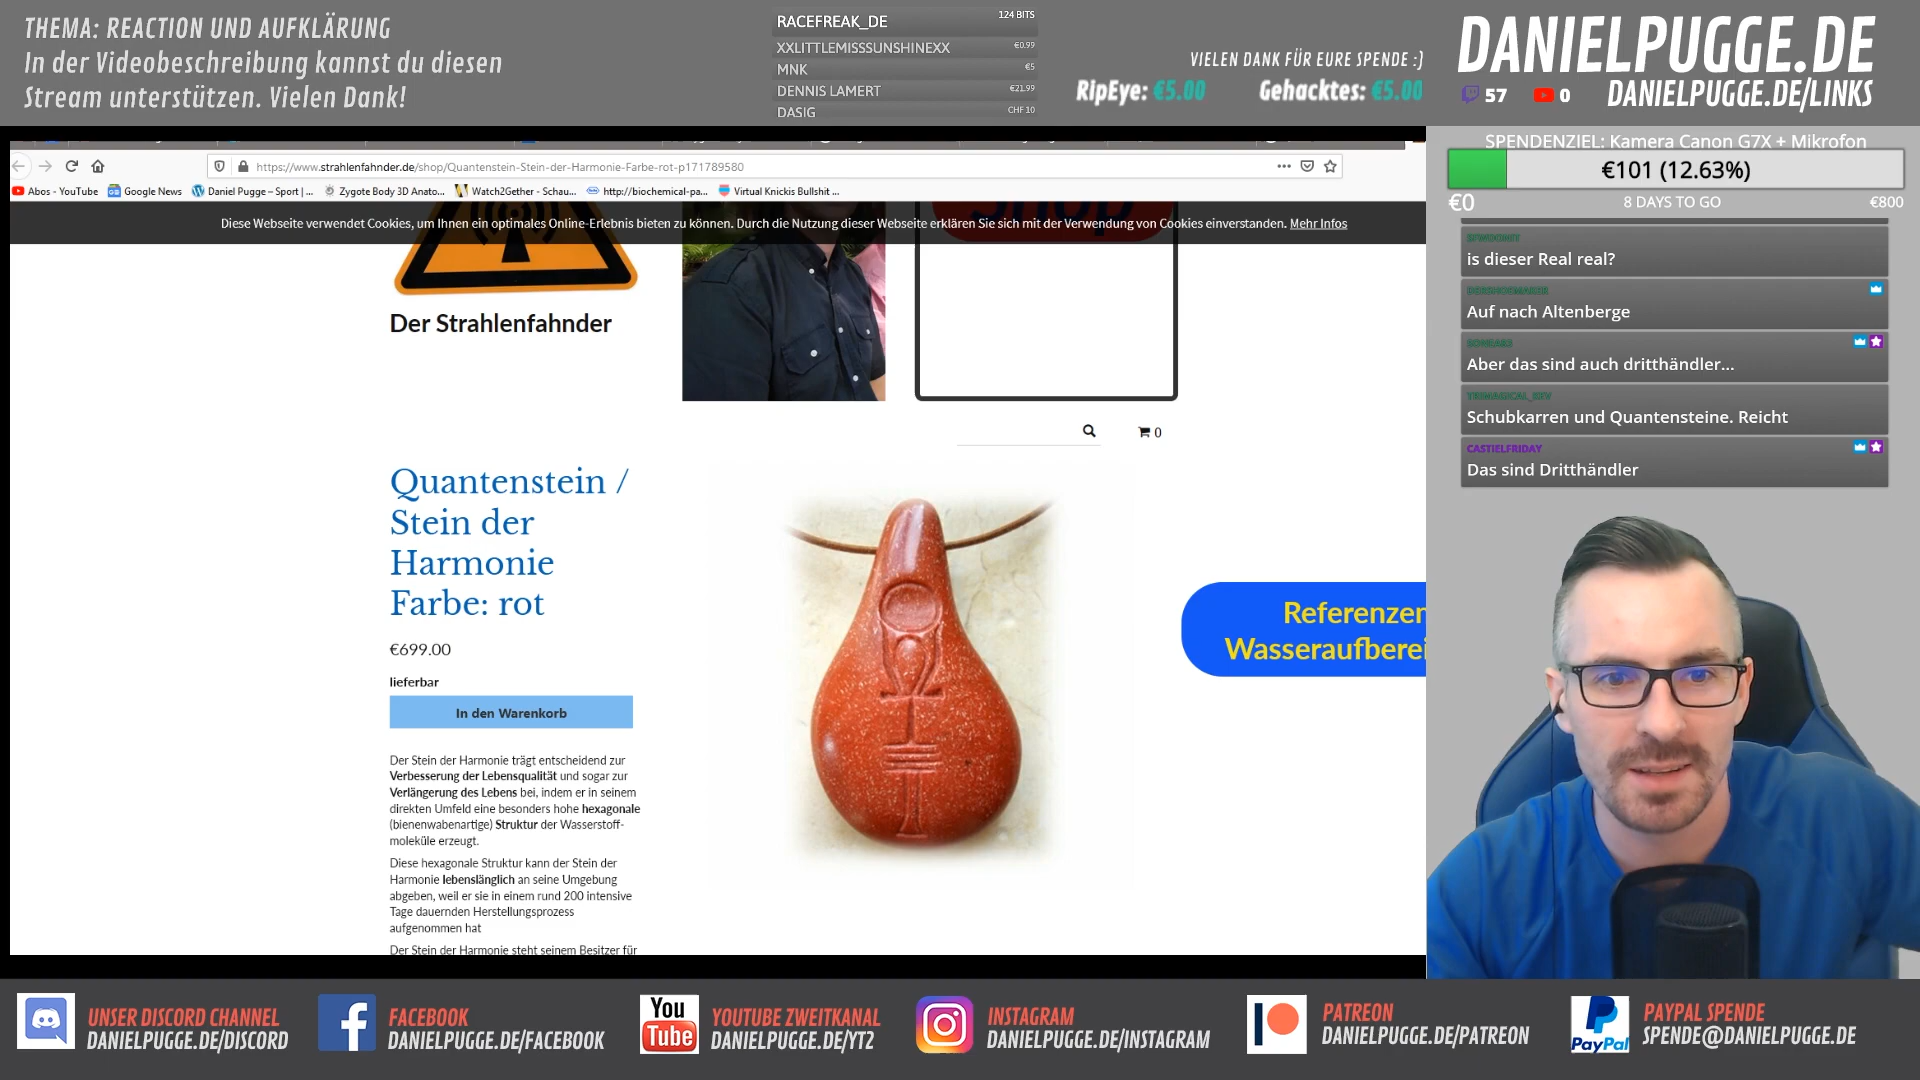 THEMA: REACTION UND AUFKLÄRUNG
In der Videobeschreibung kannst du diesen
Stream unterstützen. Vielen Dank!
RACEFREAK_DE 124 BITS
XXLITTLEMISSSUNSHINEXX €0.99
MNK €5
DENNIS LAMERT €21.99
DASIG CHF 10
VIELEN DANK FÜR EURE SPENDE :)
RipEye: €5.00 Gehacktes: €5.00
DANIELPUGGE.DE
57 0 DANIELPUGGE.DE/LINKS
https://www.strahlenfahnder.de/shop/Quantenstein-Stein-der-Harmonie-Farbe-rot-p171789580
Abos - YouTube Google News Daniel Pugge – Sport | ... Zygote Body 3D Anato... Watch2Gether - Schau... http://biochemical-pa... Virtual Knickis Bullshit ...
Diese Webseite verwendet Cookies, um Ihnen ein optimales Online-Erlebnis bieten zu können. Durch die Nutzung dieser Webseite erklären Sie sich mit der Verwendung von Cookies einverstanden. Mehr Infos
Der Strahlenfahnder
0
Quantenstein /
Stein der
Harmonie
Farbe: rot
€699.00
lieferbar
In den Warenkorb
Der Stein der Harmonie trägt entscheidend zur
Verbesserung der Lebensqualität und sogar zur
Verlängerung des Lebens bei, indem er in seinem
direkten Umfeld eine besonders hohe hexagonale
(bienenwabenartige) Struktur der Wasserstoff-
moleküle erzeugt.
Diese hexagonale Struktur kann der Stein der
Harmonie lebenslänglich an seine Umgebung
abgeben, weil er sie in einem rund 200 intensive
Tage dauernden Herstellungsprozess
aufgenommen hat
Der Stein der Harmonie steht seinem Besitzer für
Referenzen
Wasseraufberei
SPENDENZIEL: Kamera Canon G7X + Mikrofon
€101 (12.63%)
€0 8 DAYS TO GO €800
is dieser Real real?
Auf nach Altenberge
Aber das sind auch dritthändler...
Schubkarren und Quantensteine. Reicht
CASTIELFRIDAY
Das sind Dritthändler
UNSER DISCORD CHANNEL
DANIELPUGGE.DE/DISCORD
FACEBOOK
DANIELPUGGE.DE/FACEBOOK
You
Tube
YOUTUBE ZWEITKANAL
DANIELPUGGE.DE/YT2
INSTAGRAM
DANIELPUGGE.DE/INSTAGRAM
PATREON
DANIELPUGGE.DE/PATREON
PayPal
PAYPAL SPENDE
SPENDE@DANIELPUGGE.DE